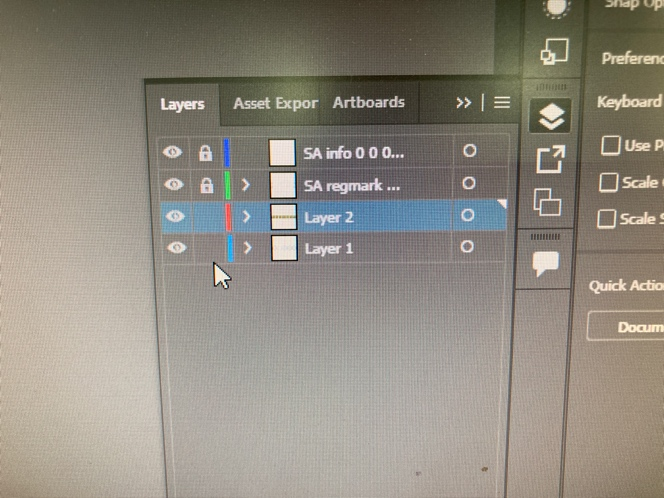 Snap Op
Layers Asset Expor Artboards
Preferenc
Keyboard
SA info 0 0 0...
Use P
SA regmark ...
Scale
Layer 2
Scale S
Layer 1
Quick Actio
Docum